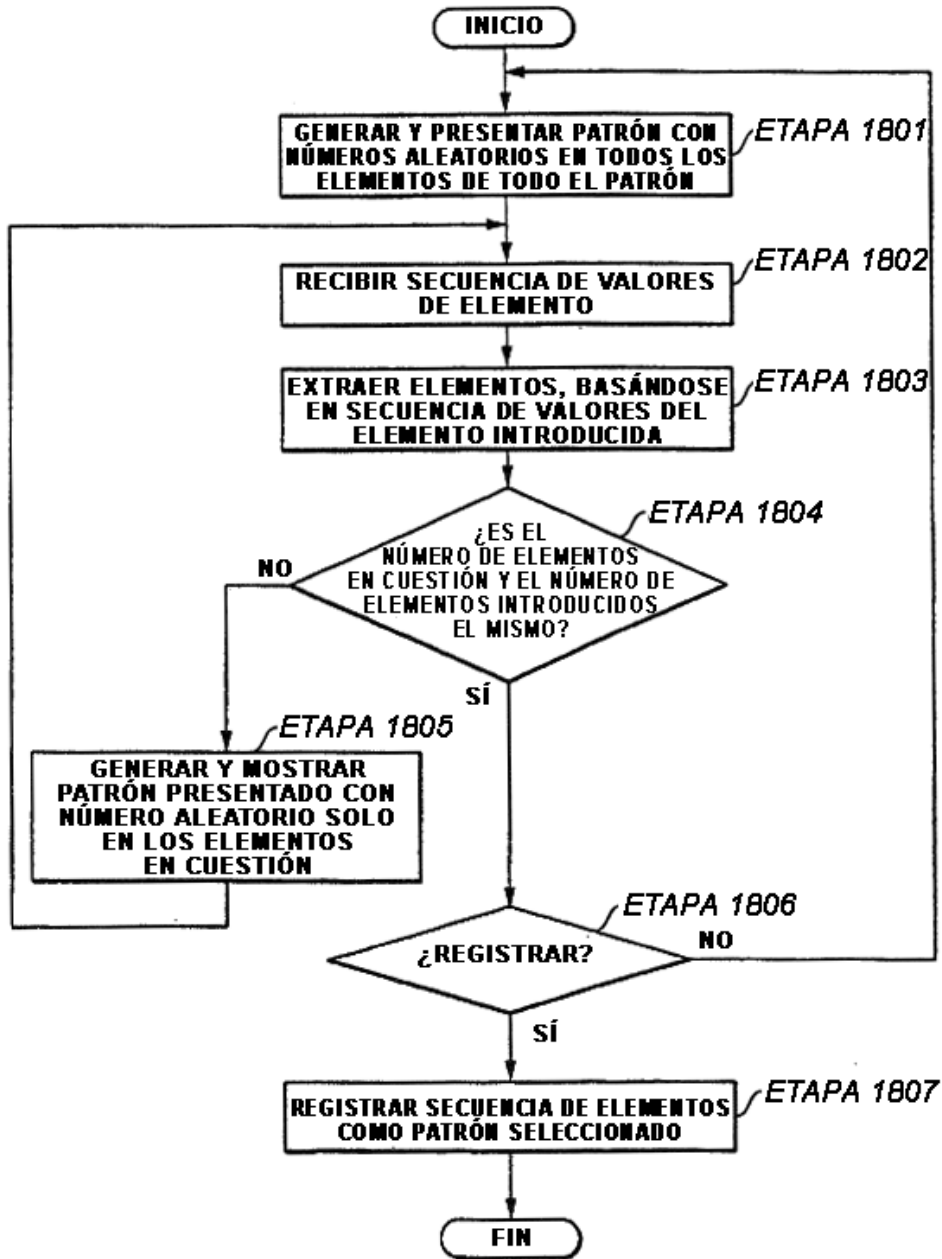 INICIO
GENERAR Y PRESENTAR PATRÓN CON
NÚMEROS ALEATORIOS EN TODOS LOS
ELEMENTOS DE TODO EL PATRÓN
ETAPA 1801
RECIBIR SECUENCIA DE VALORES
DE ELEMENTO
ETAPA 1802
EXTRAER ELEMENTOS, BASÁNDOSE
EN SECUENCIA DE VALORES DEL
ELEMENTO INTRODUCIDA
ETAPA 1803
¿ES EL
NÚMERO DE ELEMENTOS
EN CUESTIÓN Y EL NÚMERO DE
ELEMENTOS INTRODUCIDOS
EL MISMO?
ETAPA 1804
NO
SÍ
ETAPA 1805
GENERAR Y MOSTRAR
PATRÓN PRESENTADO CON
NÚMERO ALEATORIO SOLO
EN LOS ELEMENTOS
EN CUESTIÓN
ETAPA 1806
¿REGISTRAR?
NO
SÍ
REGISTRAR SECUENCIA DE ELEMENTOS
COMO PATRÓN SELECCIONADO
ETAPA 1807
FIN